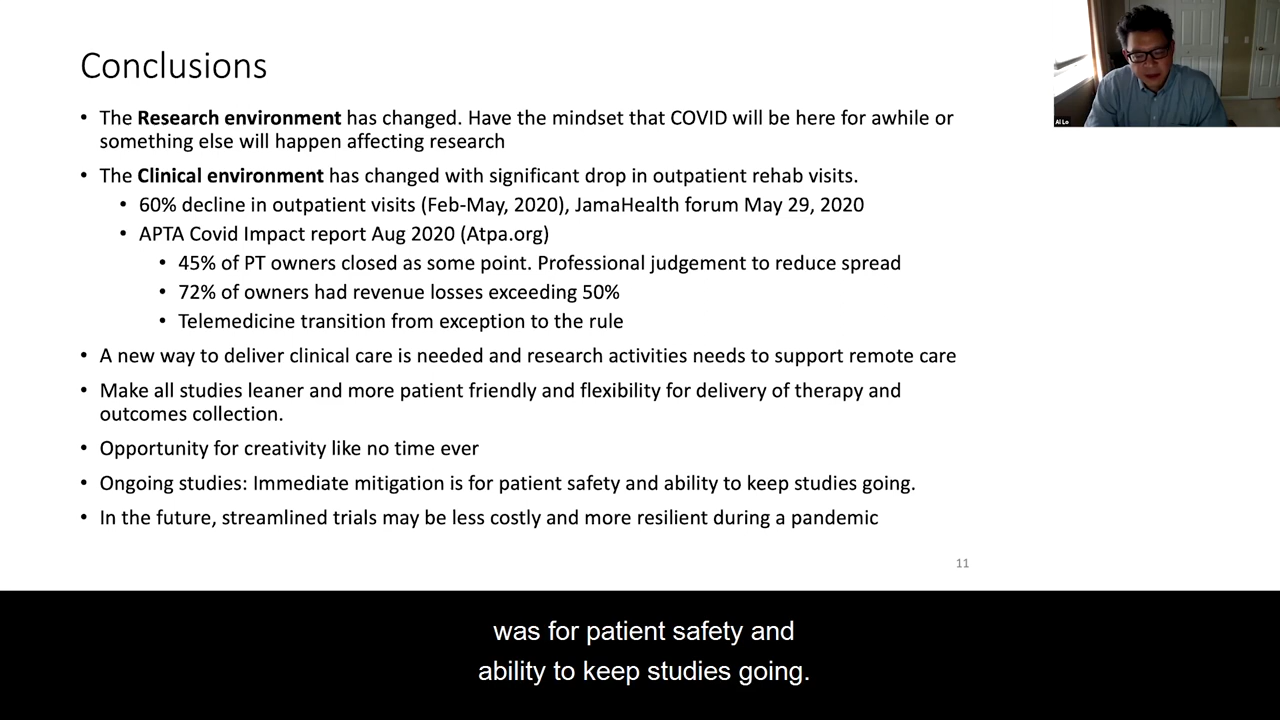 Conclusions
• The Research environment has changed. Have the mindset that COVID will be here for awhile or
something else will happen affecting research
• The Clinical environment has changed with significant drop in outpatient rehab visits.
• 60% decline in outpatient visits (Feb-May, 2020), JamaHealth forum May 29, 2020
• APTA Covid Impact report Aug 2020 (Atpa.org)
• 45% of PT owners closed as some point. Professional judgement to reduce spread
• 72% of owners had revenue losses exceeding 50%
• Telemedicine transition from exception to the rule
• A new way to deliver clinical care is needed and research activities needs to support remote care
• Make all studies leaner and more patient friendly and flexibility for delivery of therapy and
outcomes collection.
• Opportunity for creativity like no time ever
• Ongoing studies: Immediate mitigation is for patient safety and ability to keep studies going.
• In the future, streamlined trials may be less costly and more resilient during a pandemic
11
Al Lo
was for patient safety and
ability to keep studies going.